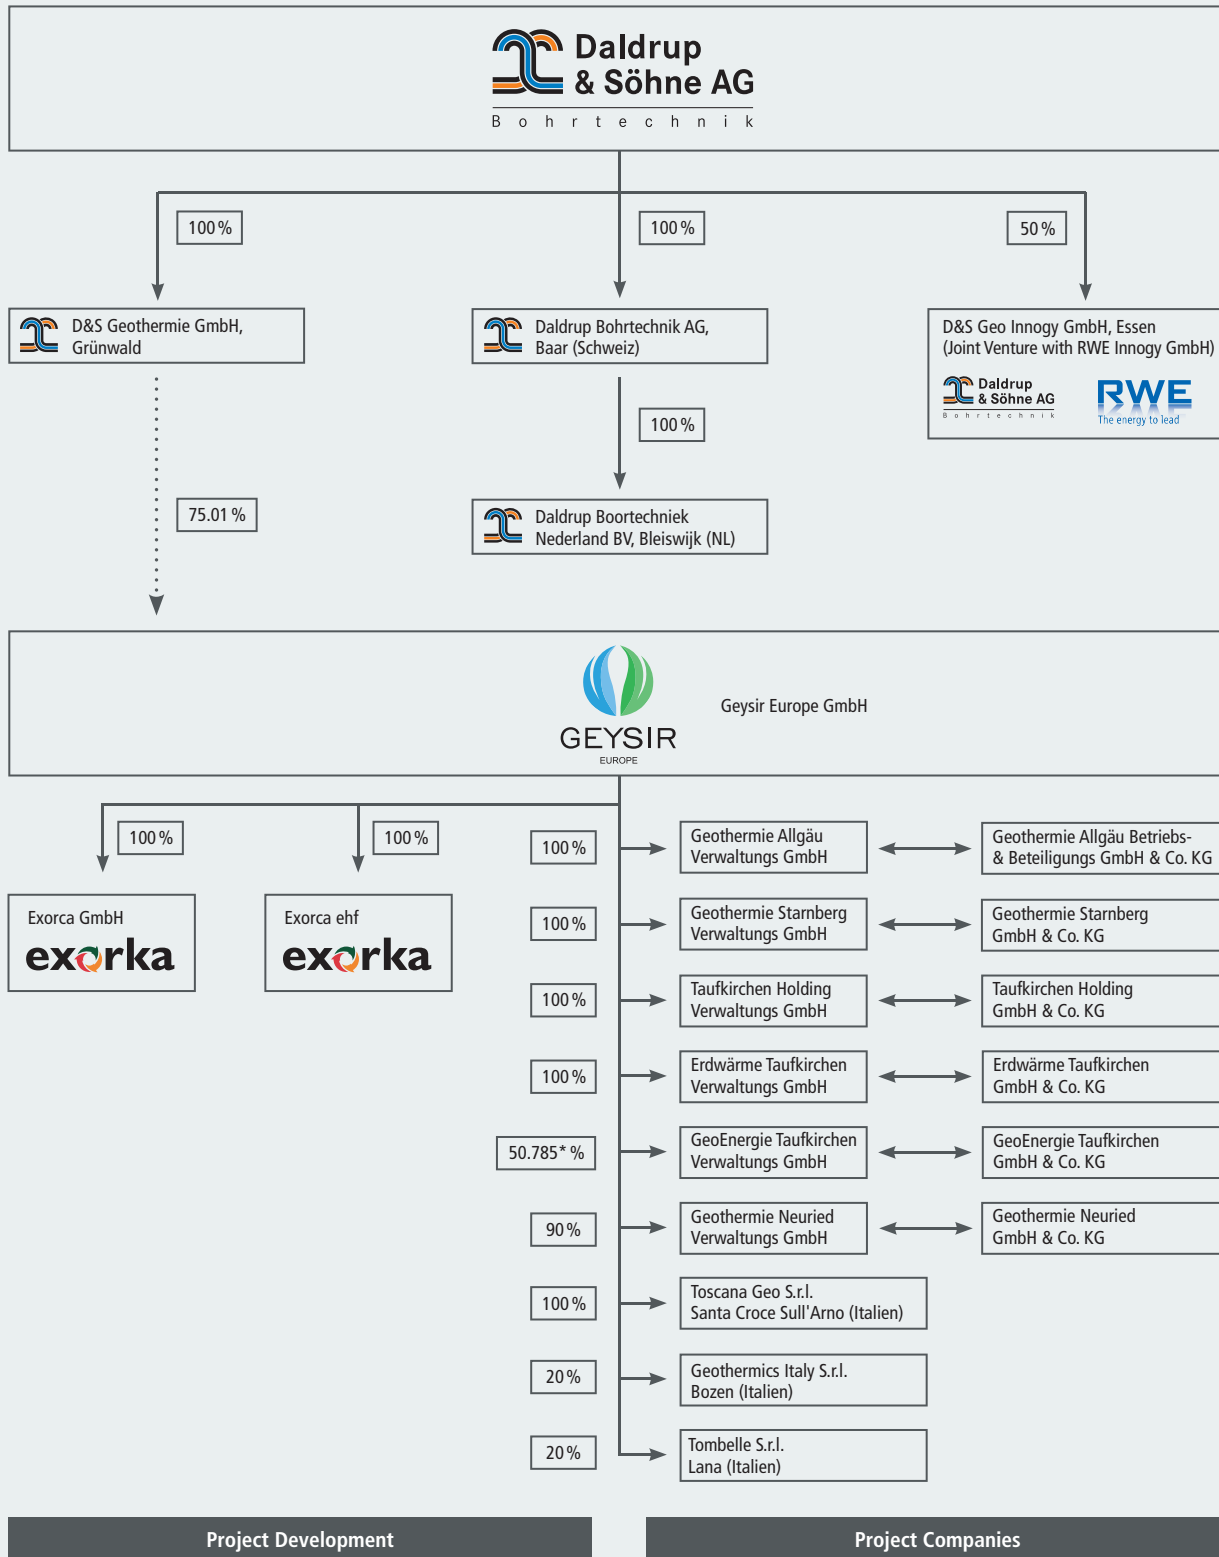 Daldrup
& Söhne AG
Bohrtechnik
100 %
100 %
50 %
D&S Geothermie GmbH,
Grünwald
Daldrup Bohrtechnik AG,
Baar (Schweiz)
D&S Geo Innogy GmbH, Essen
(Joint Venture with RWE Innogy GmbH)
Daldrup
& Söhne AG
Bohrtechnik
RWE
The energy to lead
100 %
75.01 %
Daldrup Boortechniek
Nederland BV, Bleiswijk (NL)
GEYSIR
EUROPE
Geysir Europe GmbH
100 %
100 %
Exorca GmbH
exorka
Exorca ehf
exorka
100 %
Geothermie Allgäu
Verwaltungs GmbH
Geothermie Allgäu Betriebs-
& Beteiligungs GmbH & Co. KG
100 %
Geothermie Starnberg
Verwaltungs GmbH
Geothermie Starnberg
GmbH & Co. KG
100 %
Taufkirchen Holding
Verwaltungs GmbH
Taufkirchen Holding
GmbH & Co. KG
100 %
Erdwärme Taufkirchen
Verwaltungs GmbH
Erdwärme Taufkirchen
GmbH & Co. KG
50.785* %
GeoEnergie Taufkirchen
Verwaltungs GmbH
GeoEnergie Taufkirchen
GmbH & Co. KG
90 %
Geothermie Neuried
Verwaltungs GmbH
Geothermie Neuried
GmbH & Co. KG
100 %
Toscana Geo S.r.l.
Santa Croce Sull'Arno (Italien)
20 %
Geothermics Italy S.r.l.
Bozen (Italien)
20 %
Tombelle S.r.l.
Lana (Italien)
Project Development
Project Companies